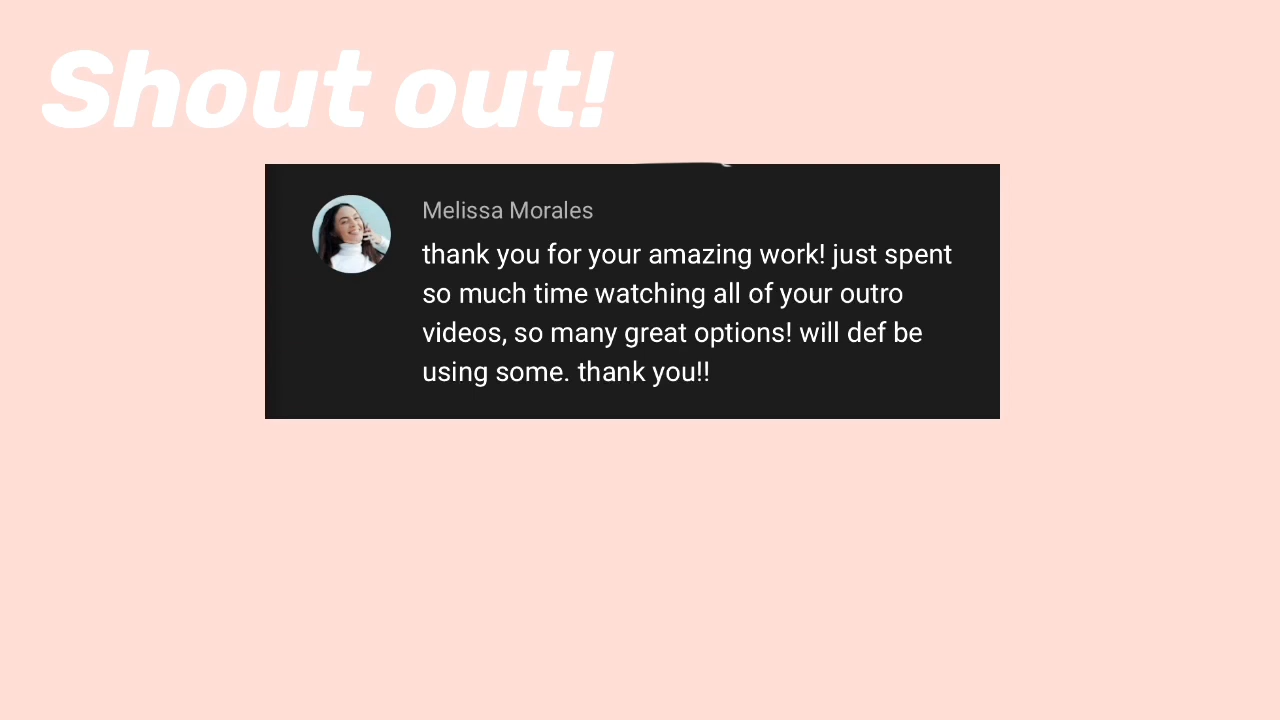 Shout out!
Melissa Morales
thank you for your amazing work! just spent
so much time watching all of your outro
videos, so many great options! will def be
using some. thank you!!